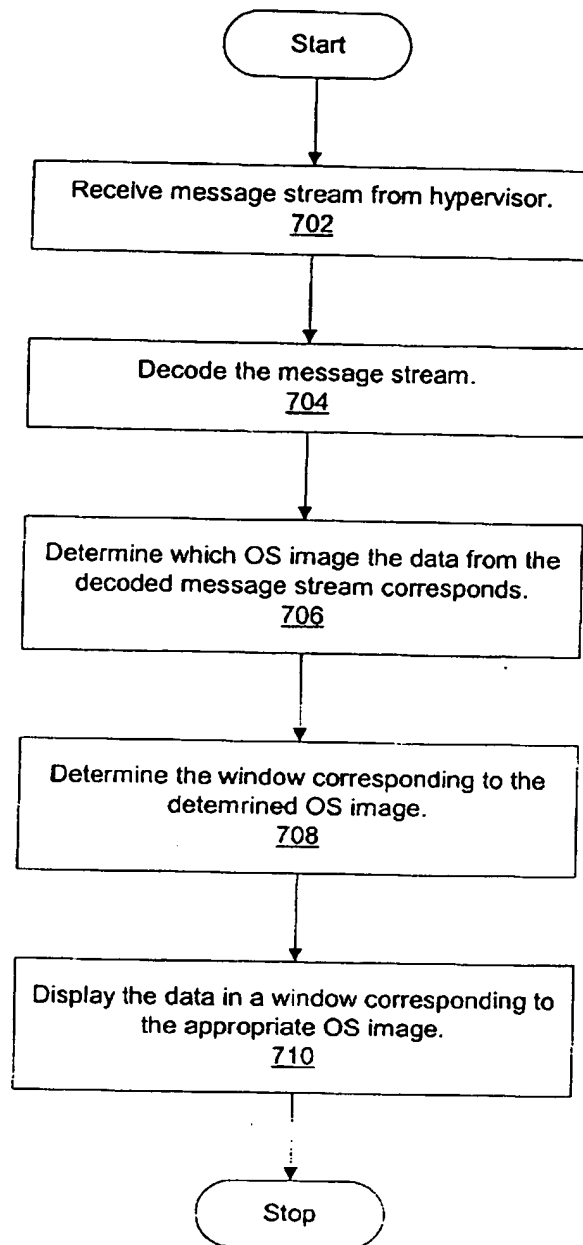 Start
Receive message stream from hypervisor.
702
Decode the message stream.
704
Determine which OS image the data from the
decoded message stream corresponds.
706
Determine the window corresponding to the
detemrined OS image.
708
Display the data in a window corresponding to
the appropriate OS image.
710
Stop